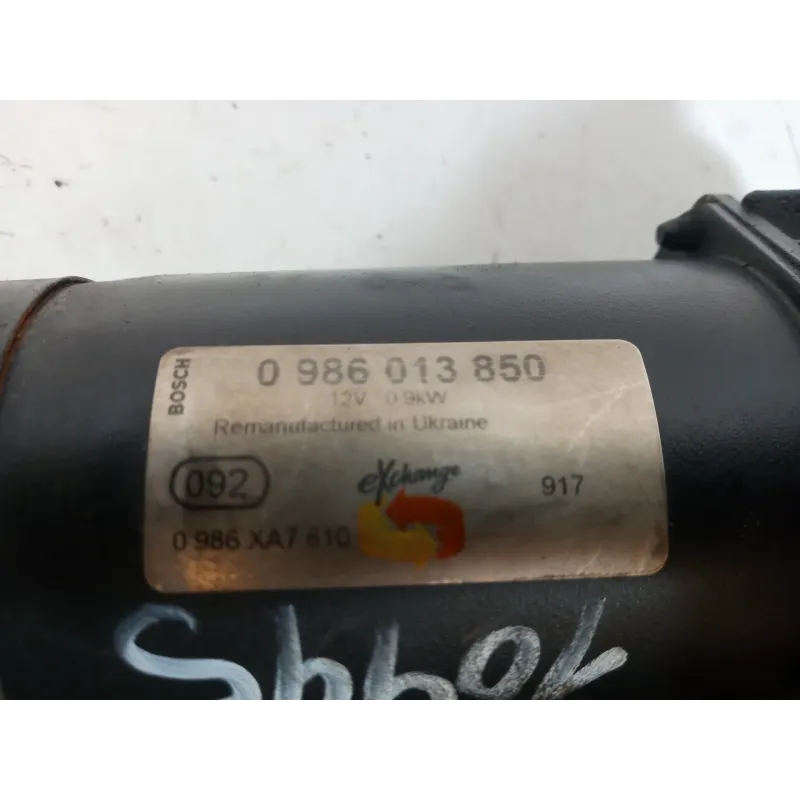 BOSCH
0 986 013 850
12V 0.9kW
Remanufactured in Ukraine
092
eXchange
917
0 986 XA7 610